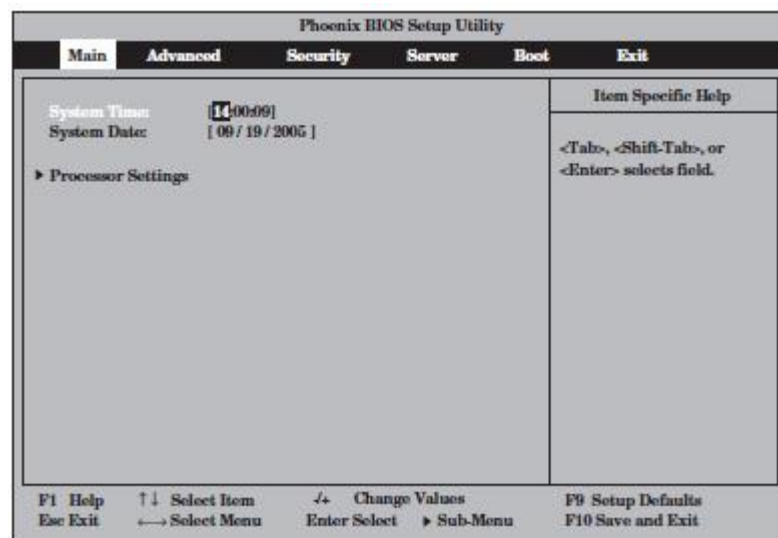 Phoenix BIOS Setup Utility
Main Advanced Security Server Boot Exit
System Time: [14:00:09]
System Date: [ 09 / 19 / 2005 ]
▶ Processor Settings
Item Specific Help
<Tab>, <Shift-Tab>, or
<Enter> selects field.
F1 Help ↑↓ Select Item -/+ Change Values F9 Setup Defaults
Esc Exit ←→ Select Menu Enter Select ▶ Sub-Menu F10 Save and Exit